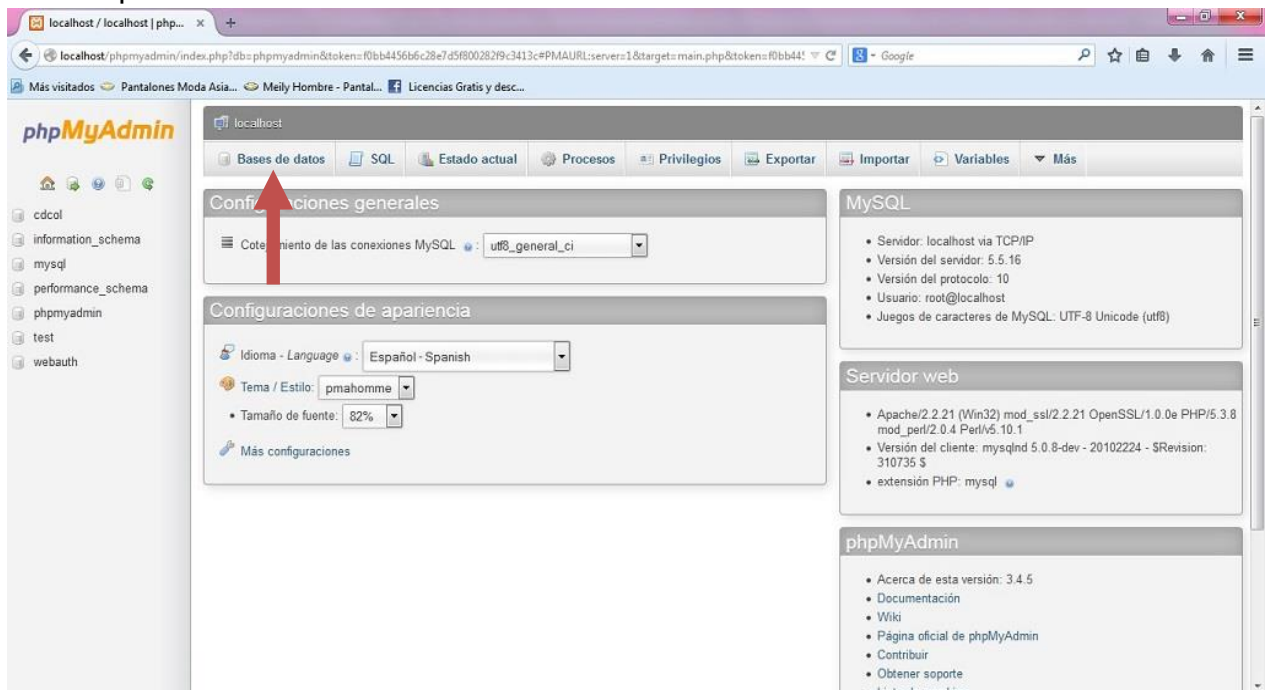 localhost / localhost | php...
localhost/phpmyadmin/index.php?db=phpmyadmin&token=f0bb4456b6c28e7d5f800282f9c3413c#PMAURL:server=1&target=main.php&token=f0bb44
Google
Más visitados Pantalones Moda Asia... Meily Hombre - Pantal... Licencias Gratis y desc...
phpMyAdmin
cdcol
information_schema
mysql
performance_schema
phpmyadmin
test
webauth
localhost
Bases de datos SQL Estado actual Procesos Privilegios Exportar Importar Variables Más
generales
de las conexiones MySQL : utf8_general_ci
Configuraciones de apariencia
Idioma - Language : Español - Spanish
Tema / Estilo: pmahomme
• Tamaño de fuente: 82%
Más configuraciones
MySQL
• Servidor: localhost via TCP/IP
• Versión del servidor: 5.5.16
• Versión del protocolo: 10
• Usuario: root@localhost
• Juegos de caracteres de MySQL: UTF-8 Unicode (utf8)
Servidor web
• Apache/2.2.21 (Win32) mod_ssl/2.2.21 OpenSSL/1.0.0e PHP/5.3.8
mod_perl/2.0.4 Perl/v5.10.1
• Versión del cliente: mysqlnd 5.0.8-dev - 20102224 - $Revision:
310735 $
• extensión PHP: mysql
phpMyAdmin
• Acerca de esta versión: 3.4.5
• Documentación
• Wiki
• Página oficial de phpMyAdmin
• Contribuir
• Obtener soporte